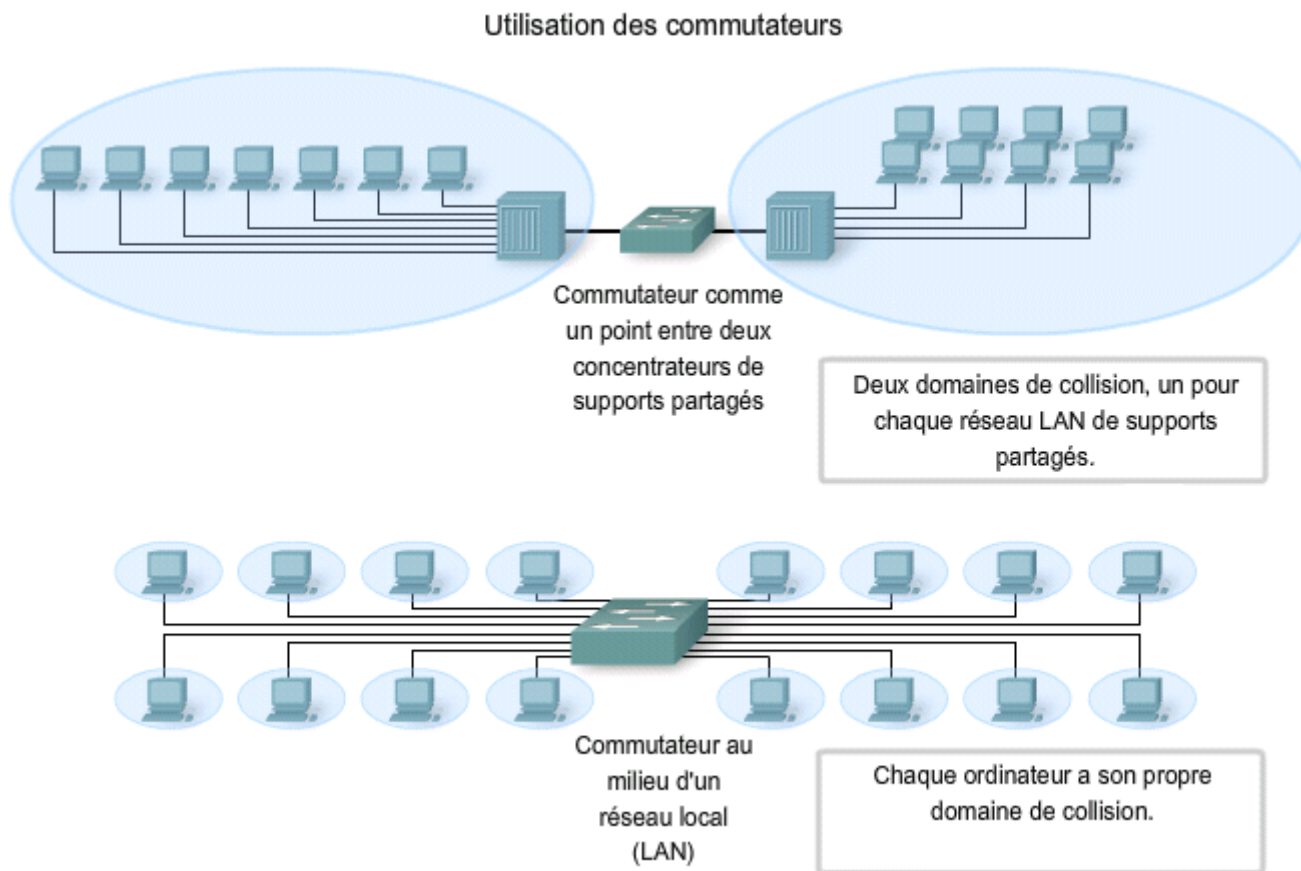 Utilisation des commutateurs
Commutateur comme
un point entre deux
concentrateurs de
supports partagés
Deux domaines de collision, un pour
chaque réseau LAN de supports
partagés.
Commutateur au
milieu d'un
réseau local
(LAN)
Chaque ordinateur a son propre
domaine de collision.